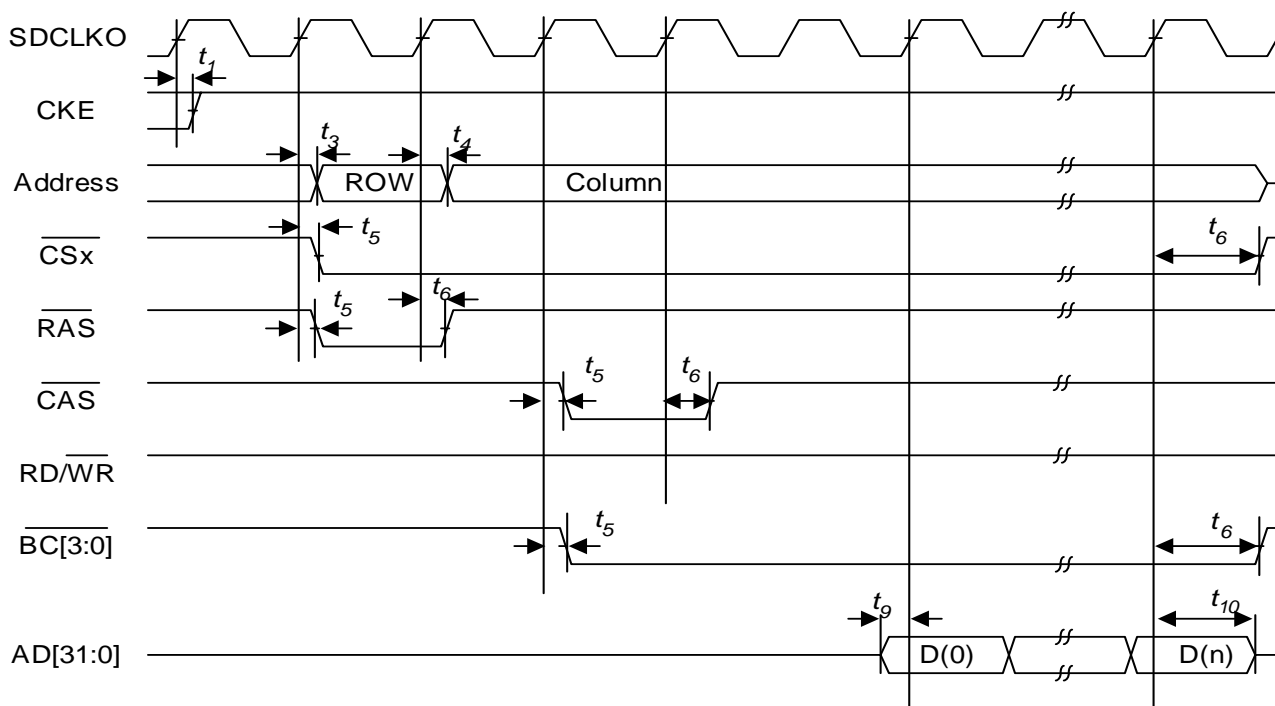 SDCLKO
t1
CKE
t3 t4
Address ROW Column
CSx t5 t6
RAS t5 t6
CAS t5 t6
RD/WR
BC[3:0] t5 t6
t9 t10
AD[31:0] D(0) D(n)